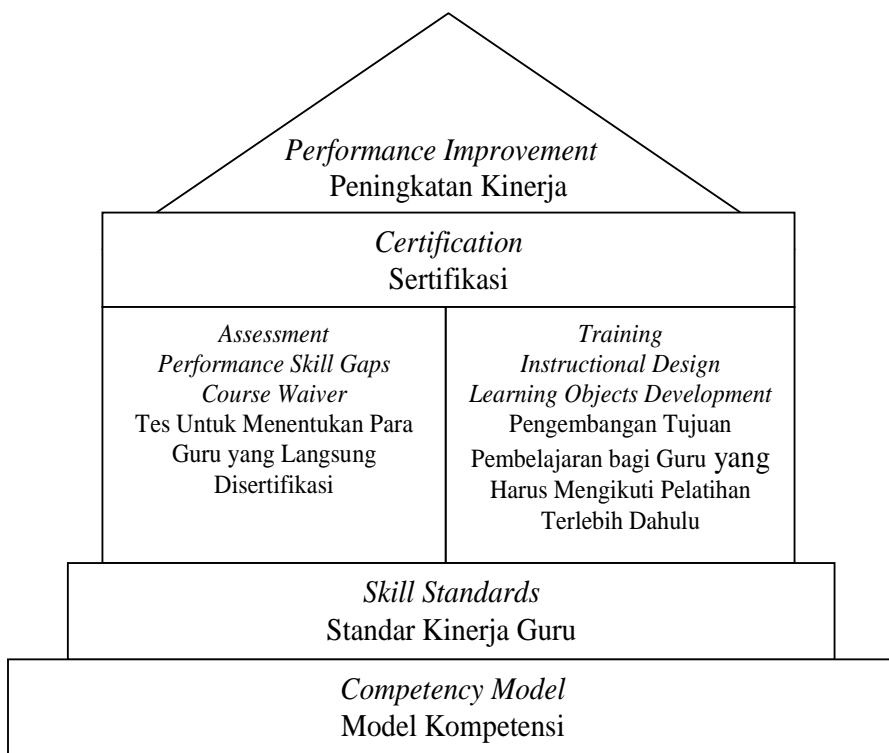 Performance Improvement
Peningkatan Kinerja
Certification
Sertifikasi
Assessment
Performance Skill Gaps
Course Waiver
Tes Untuk Menentukan Para
Guru yang Langsung
Disertifikasi
Training
Instructional Design
Learning Objects Development
Pengembangan Tujuan
Pembelajaran bagi Guru yang
Harus Mengikuti Pelatihan
Terlebih Dahulu
Skill Standards
Standar Kinerja Guru
Competency Model
Model Kompetensi